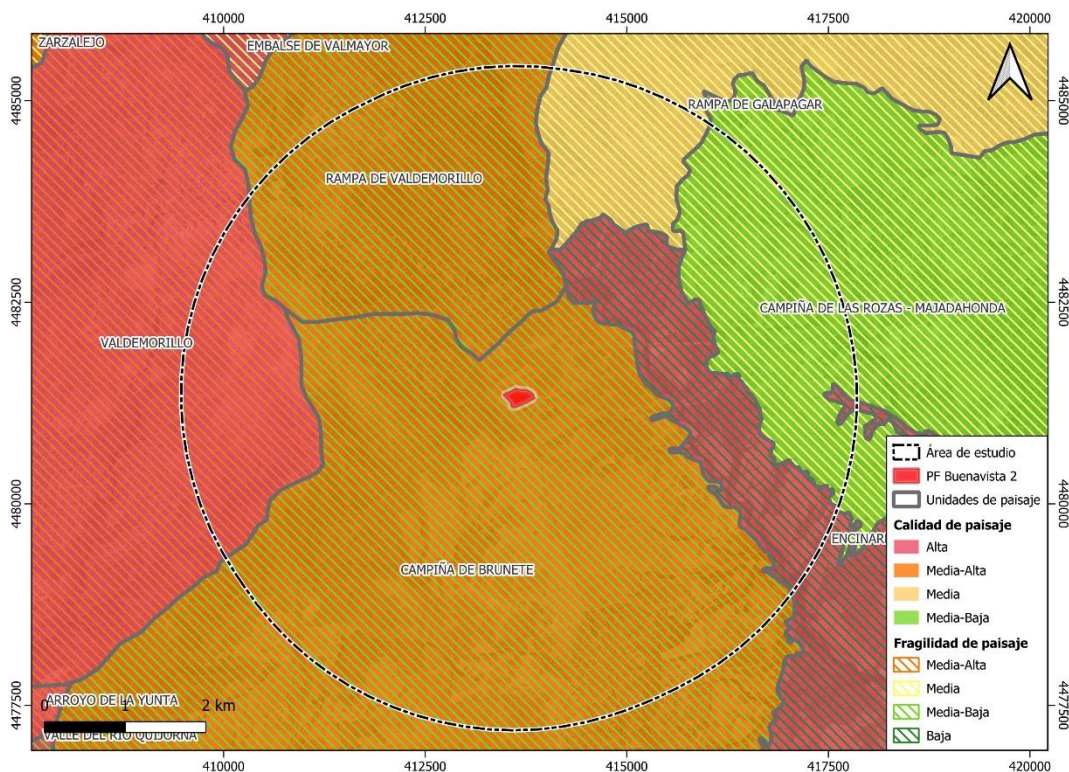 410000 412500 415000 417500 420000
ZARZALEJO
EMBALSE DE VALMAYOR
4485000
RAMPA DE GALAPAGAR
4485000
RAMPA DE VALDEMORILLO
4482500
CAMPIÑA DE LAS ROZAS - MAJADAHONDA
4482500
VALDEMORILLO
4480000
CAMPIÑA DE BRUNETE
ENCINAR
4480000
Área de estudio
PF Buenavista 2
Unidades de paisaje
Calidad de paisaje
Alta
Media-Alta
Media
Media-Baja
Fragilidad de paisaje
Media-Alta
Media
Media-Baja
Baja
4477500
ARROYO DE LA YUNTA
0 1 2 km
VALLE DEL RÍO QUIJORNA
4477500
410000 412500 415000 417500 420000